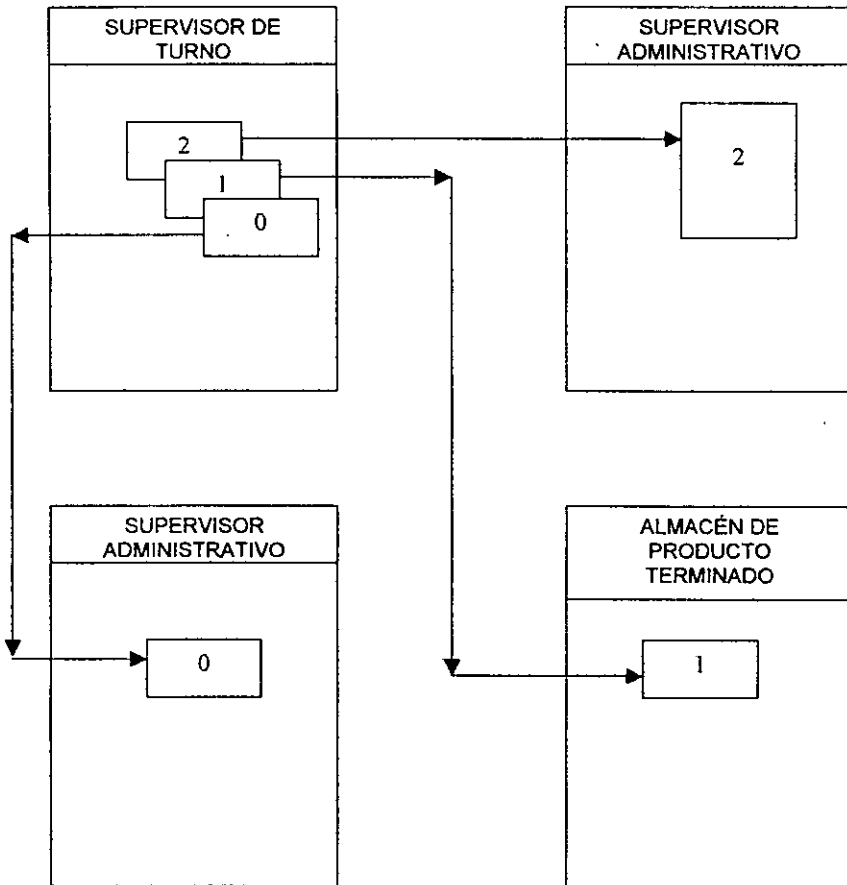 SUPERVISOR DE
TURNO
2
1
0
SUPERVISOR
ADMINISTRATIVO
2
SUPERVISOR
ADMINISTRATIVO
0
ALMACÉN DE
PRODUCTO
TERMINADO
1